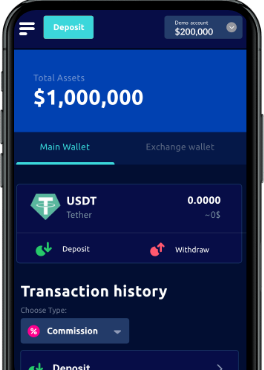 Deposit
Demo account
$200,000
Total Assets
$1,000,000
Main Wallet
Exchange wallet
USDT
0.0000
Tether
~0$
Deposit
Withdraw
Transaction history
Choose Type:
Commission
Deposit